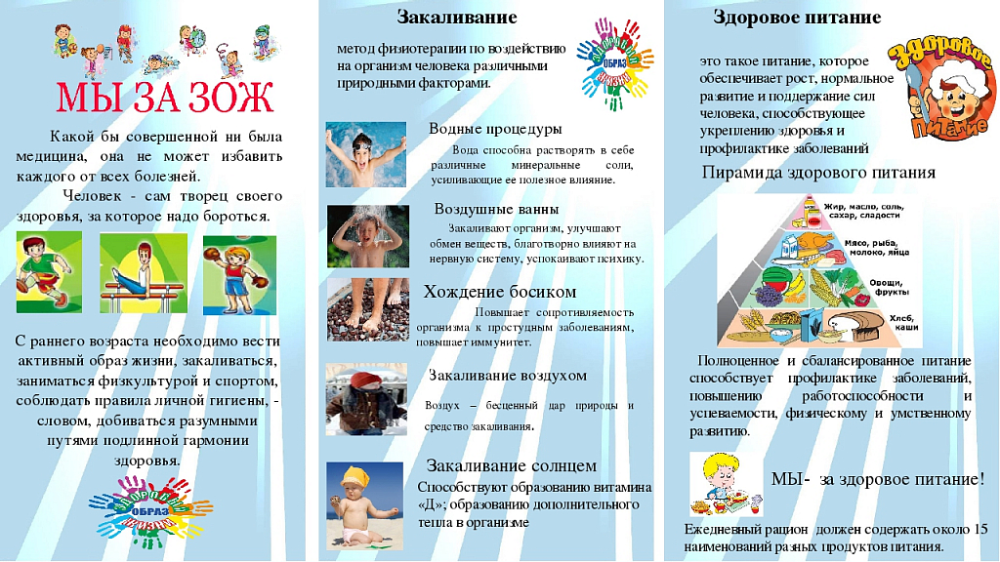 МЫ ЗА ЗОЖ
Какой бы совершенной ни была
медицина, она не может избавить
каждого от всех болезней.
Человек - сам творец своего
здоровья, за которое надо бороться.
С раннего возраста необходимо вести
активный образ жизни, закаливаться,
заниматься физкультурой и спортом,
соблюдать правила личной гигиены, -
словом, добиваться разумными
путями подлинной гармонии
здоровья.
ЗДОРОВЫЙ
ОБРАЗ
ЖИЗНИ
Закаливание
метод физиотерапии по воздействию
на организм человека различными
природными факторами.
ЗДОРОВЫЙ
ОБРАЗ
ЖИЗНИ
Водные процедуры
Вода способна растворять в себе
различные минеральные соли,
усиливающие ее полезное влияние.
Воздушные ванны
Закаливают организм, улучшают
обмен веществ, благотворно влияют на
нервную систему, успокаивают психику.
Хождение босиком
Повышает сопротивляемость
организма к простудным заболеваниям,
повышает иммунитет.
Закаливание воздухом
Воздух – бесценный дар природы и
средство закаливания.
Закаливание солнцем
Способствуют образованию витамина
«Д»; образованию дополнительного
тепла в организме
Здоровое питание
это такое питание, которое
обеспечивает рост, нормальное
развитие и поддержание сил
человека, способствующее
укреплению здоровья и
профилактике заболеваний
Здоровое
Питание
Пирамида здорового питания
Жир, масло, соль,
сахар, сладости
Мясо, рыба,
молоко, яйца
Овощи,
фрукты
Хлеб,
каши
Полноценное и сбалансированное питание
способствует профилактике заболеваний,
повышению работоспособности и
успеваемости, физическому и умственному
развитию.
МЫ- за здоровое питание!
Ежедневный рацион должен содержать около 15
наименований разных продуктов питания.